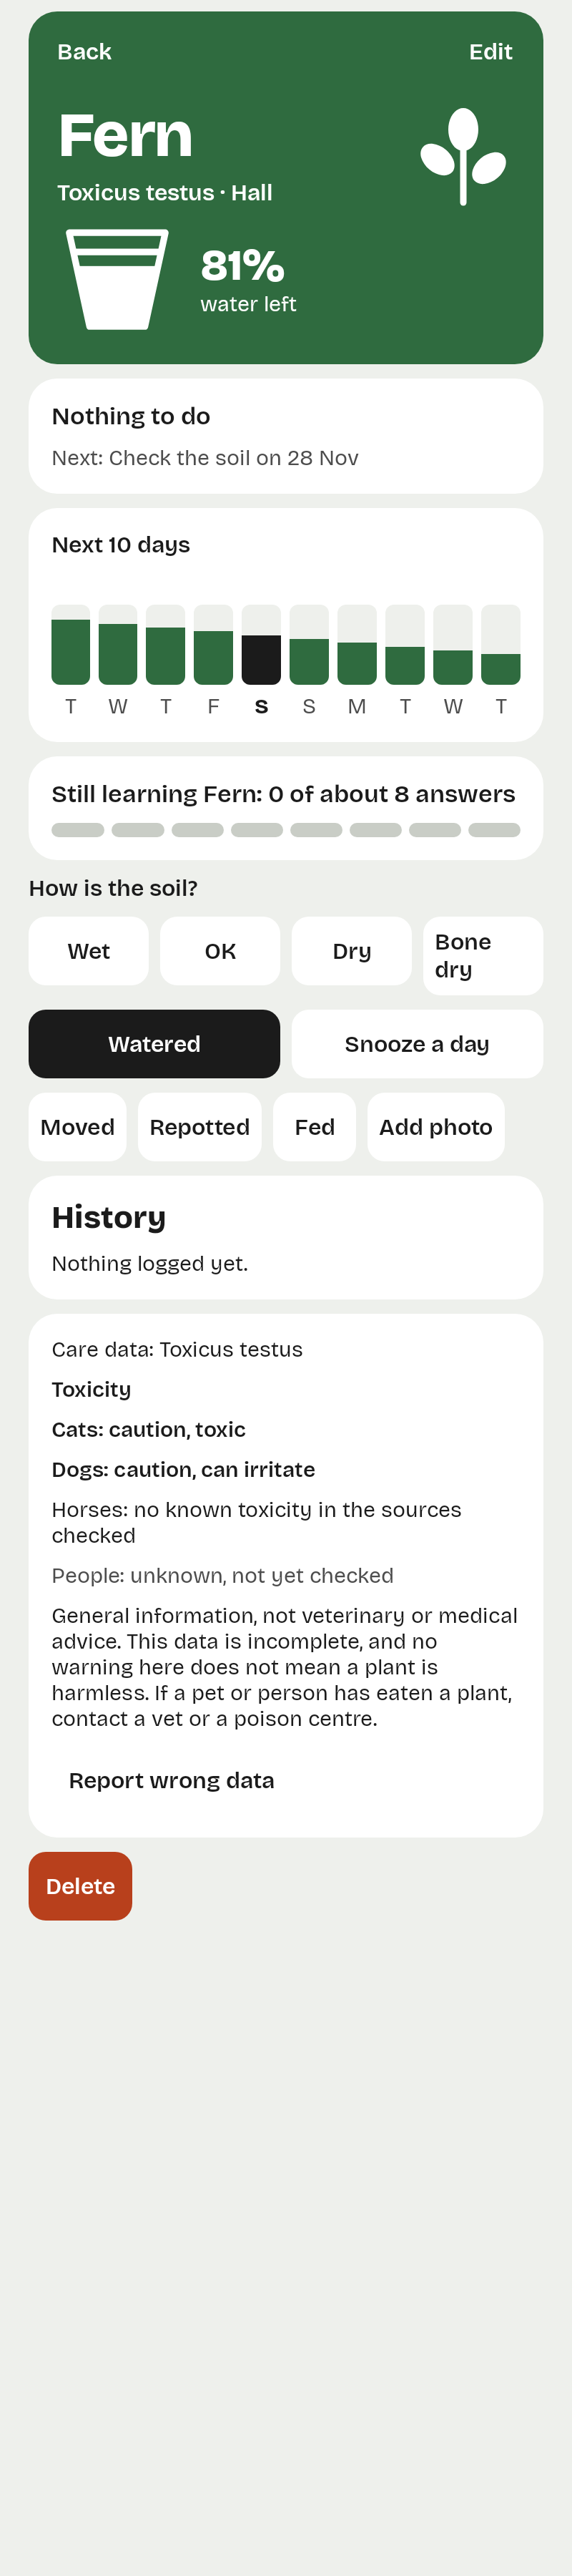 Back
Edit
Fern
Toxicus testus · Hall
81%
water left
Nothing to do
Next: Check the soil on 28 Nov
Next 10 days
T W T F S S M T W T
Still learning Fern: 0 of about 8 answers
How is the soil?
Wet
OK
Dry
Bone
dry
Watered
Snooze a day
Moved
Repotted
Fed
Add photo
History
Nothing logged yet.
Care data: Toxicus testus
Toxicity
Cats: caution, toxic
Dogs: caution, can irritate
Horses: no known toxicity in the sources
checked
People: unknown, not yet checked
General information, not veterinary or medical
advice. This data is incomplete, and no
warning here does not mean a plant is
harmless. If a pet or person has eaten a plant,
contact a vet or a poison centre.
Report wrong data
Delete